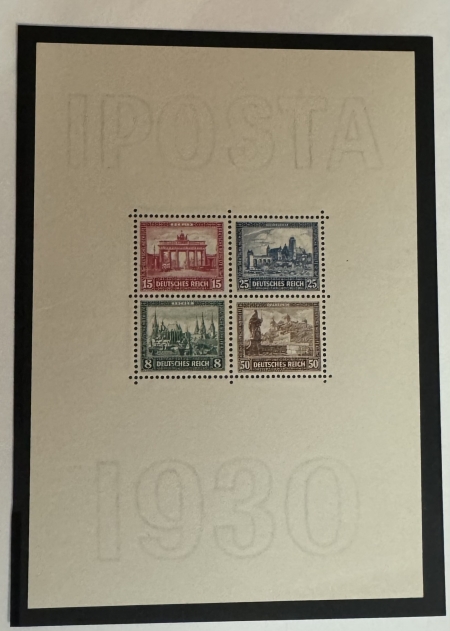 IPOSTA
15 15
DEUTSCHES REICH
25 25
DEUTSCHES REICH
8 8
DEUTSCHES REICH
50 50
DEUTSCHES REICH
1930